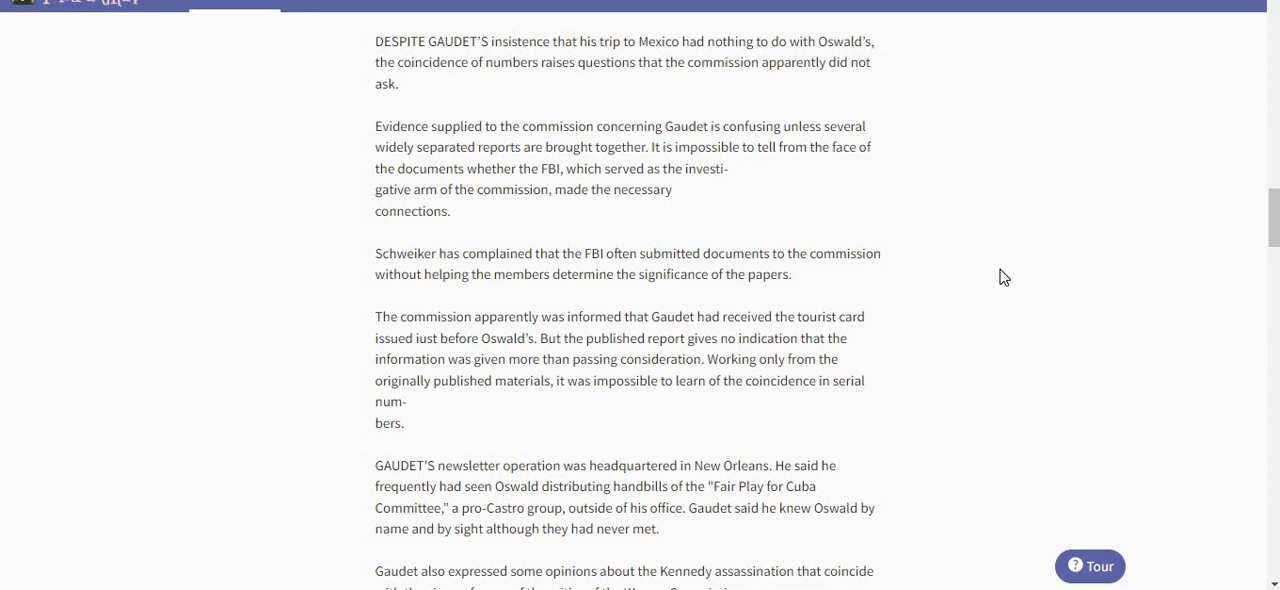 DESPITE GAUDET’S insistence that his trip to Mexico had nothing to do with Oswald’s,
the coincidence of numbers raises questions that the commission apparently did not
ask.
Evidence supplied to the commission concerning Gaudet is confusing unless several
widely separated reports are brought together. It is impossible to tell from the face of
the documents whether the FBI, which served as the investi-
gative arm of the commission, made the necessary
connections.
Schweiker has complained that the FBI often submitted documents to the commission
without helping the members determine the significance of the papers.
The commission apparently was informed that Gaudet had received the tourist card
issued iust before Oswald’s. But the published report gives no indication that the
information was given more than passing consideration. Working only from the
originally published materials, it was impossible to learn of the coincidence in serial
num-
bers.
GAUDET'S newsletter operation was headquartered in New Orleans. He said he
frequently had seen Oswald distributing handbills of the "Fair Play for Cuba
Committee,” a pro-Castro group, outside of his office. Gaudet said he knew Oswald by
name and by sight although they had never met.
Gaudet also expressed some opinions about the Kennedy assassination that coincide
Tour